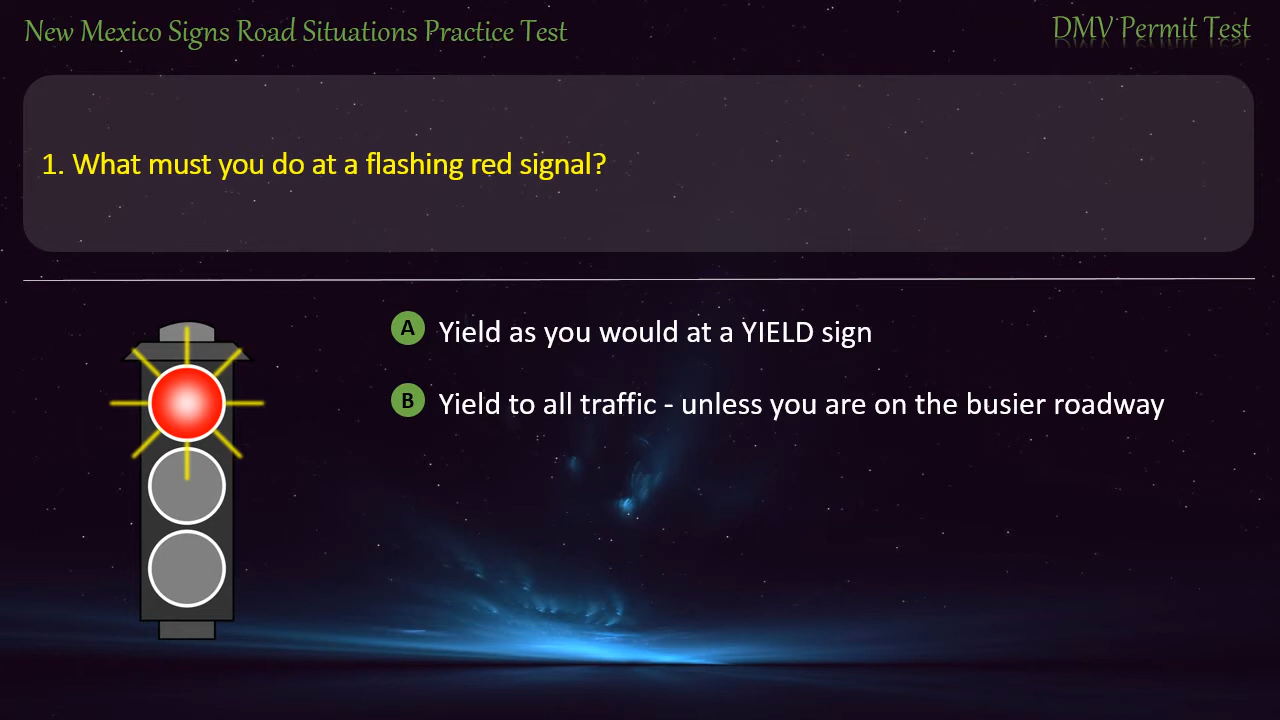 New Mexico Signs Road Situations Practice Test
DMV Permit Test
1. What must you do at a flashing red signal?
A Yield as you would at a YIELD sign
B Yield to all traffic - unless you are on the busier roadway